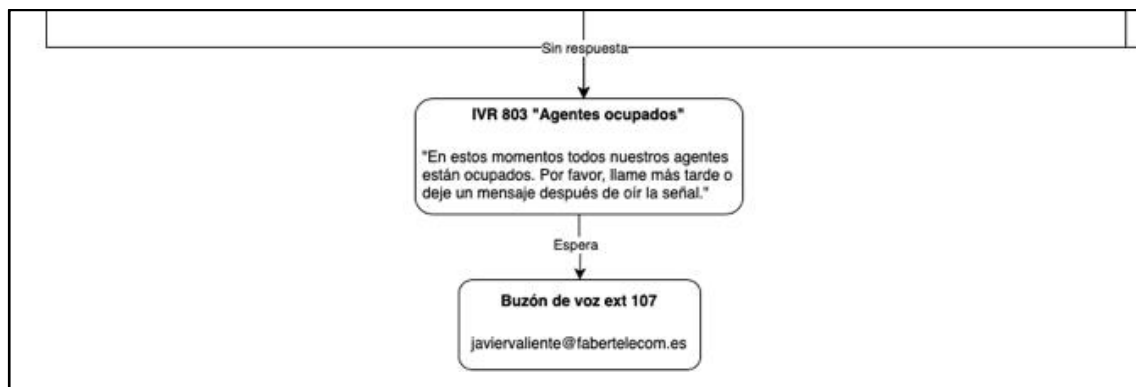 Sin respuesta
IVR 803 "Agentes ocupados"
"En estos momentos todos nuestros agentes
están ocupados. Por favor, llame más tarde o
deje un mensaje después de oír la señal."
Espera
Buzón de voz ext 107
javiervaliente@fabertelecom.es